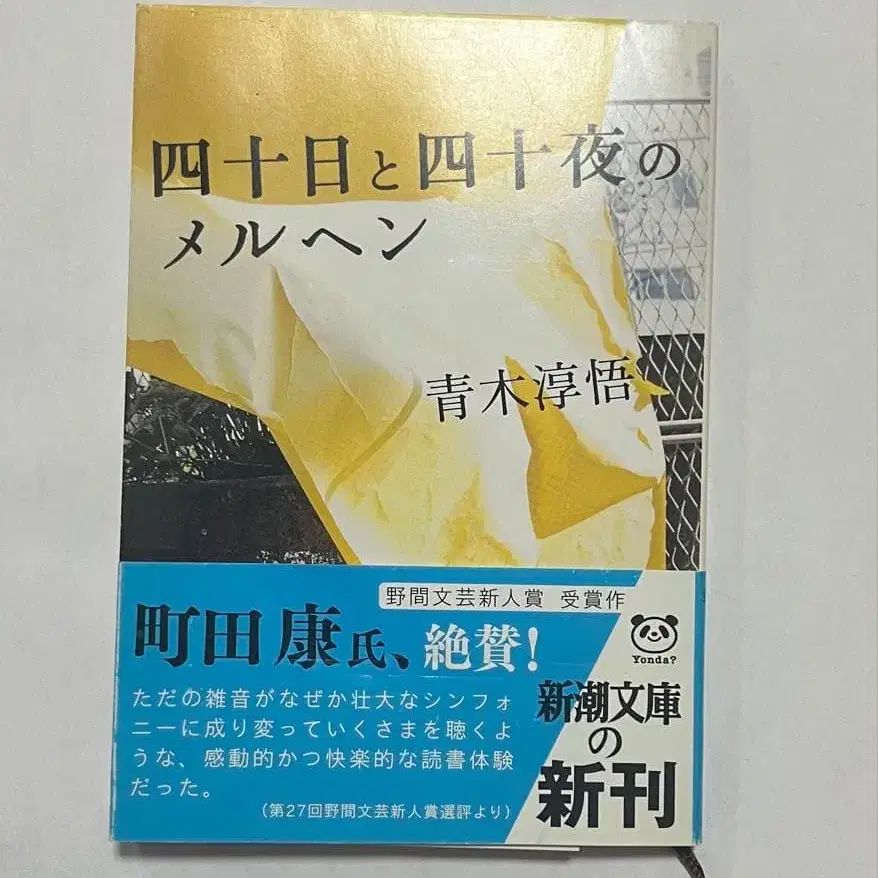 四十日と四十夜の
メルヘン
青木淳悟
野間文芸新人賞 受賞作
町田康氏、絶賛!
ただの雑音がなぜか壮大なシンフォ
ニーに成り変っていくさまを聴くよ
うな、感動的かつ快楽的な読書体験
だった。
(第27回野間文芸新人賞選評より)
Yonda?
新潮文庫
の
新刊